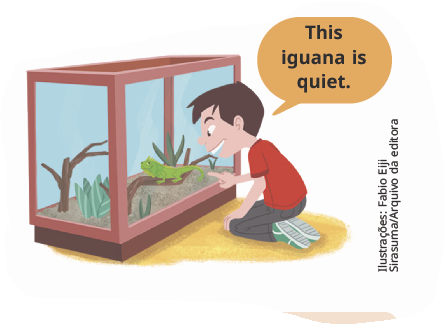 This
iguana is
quiet.
Ilustrações: Fabio Eiji
Sirasuma/Arquivo da editora